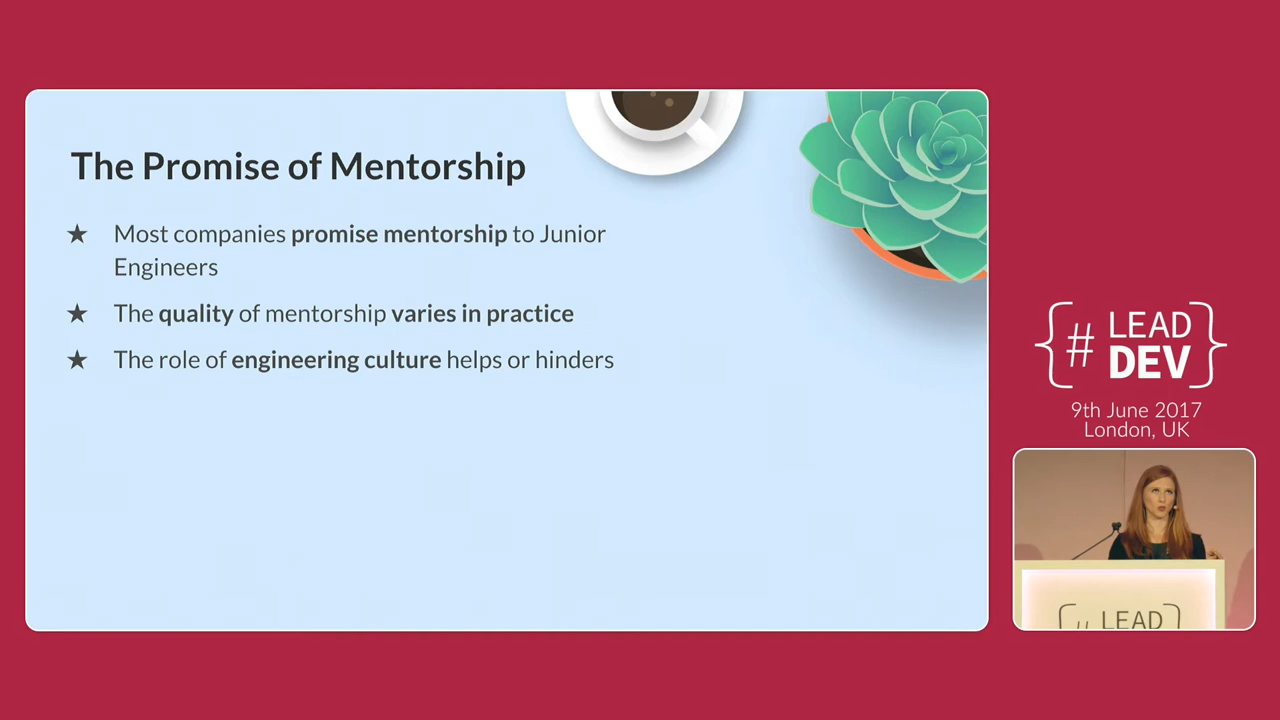 The Promise of Mentorship
★ Most companies promise mentorship to Junior
Engineers
★ The quality of mentorship varies in practice
★ The role of engineering culture helps or hinders
{# LEAD
DEV}
9th June 2017
London, UK
[# LEAD]